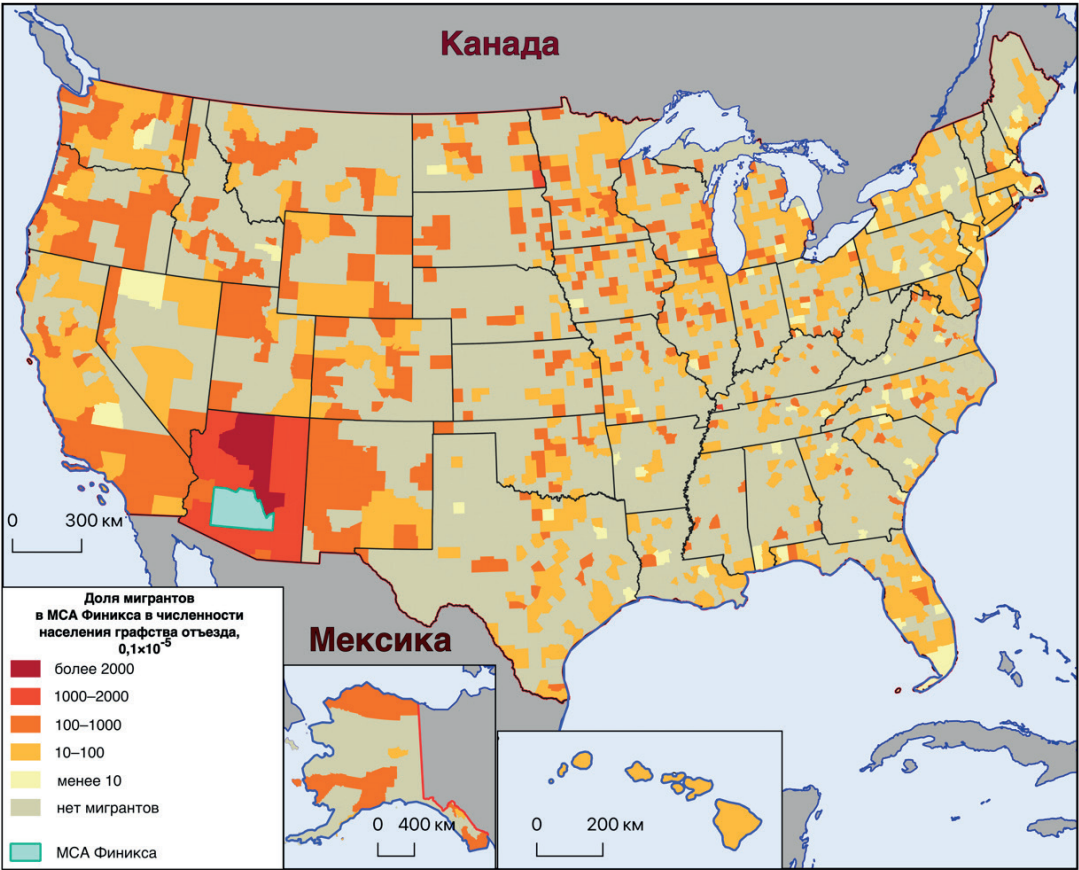 Канада
0 300 км
Доля мигрантов
в МСА Финикса в численности
населения графства отъезда,
0,1×10⁻⁵
более 2000
1000–2000
100–1000
10–100
менее 10
нет мигрантов
МСА Финикса
Мексика
0 400 км
0 200 км